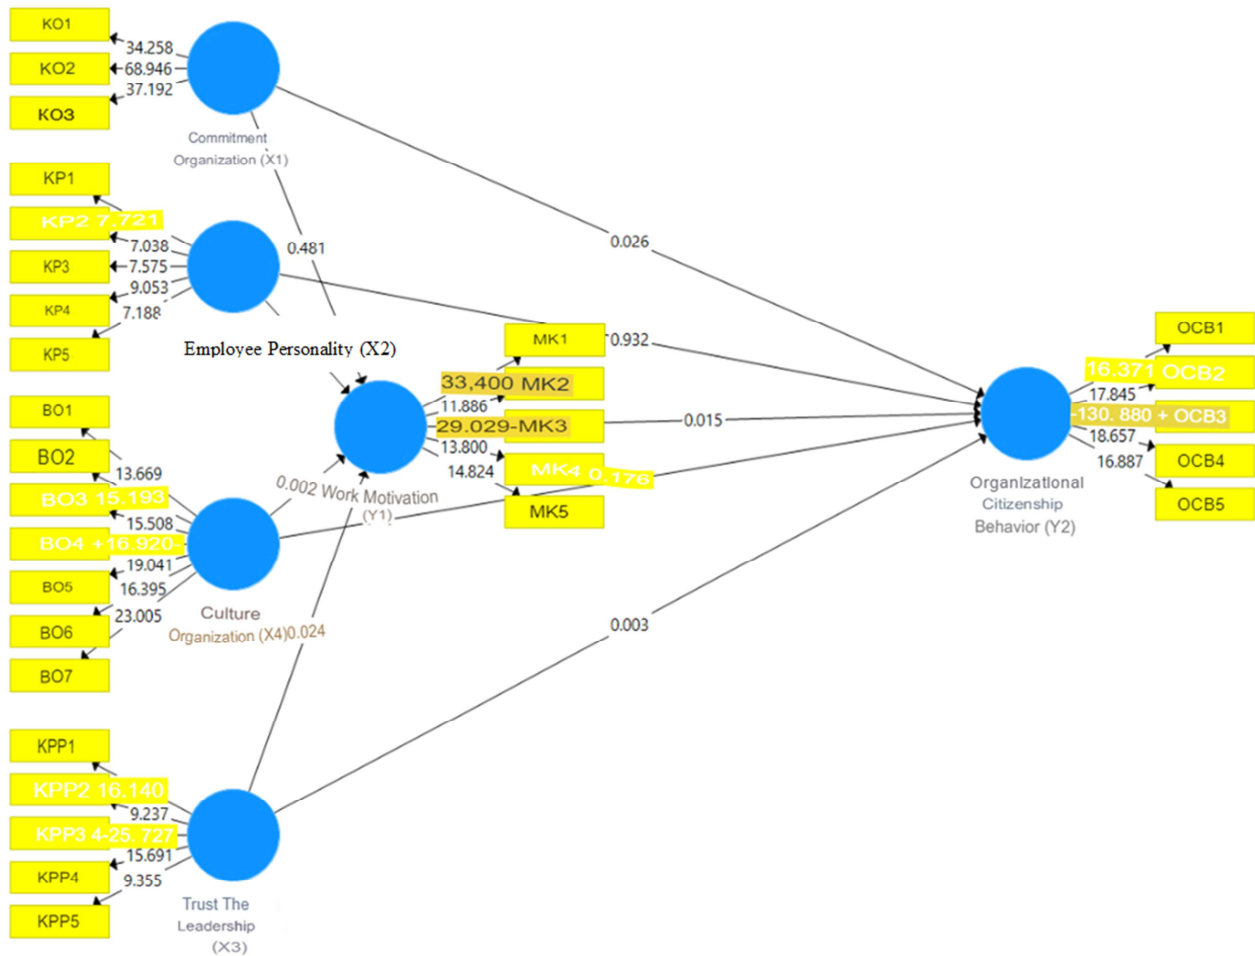 KO1
34.258
KO2
68.946
37.192
KO3
Commitment
Organization (X1)
KP1
KP2 7.721
7.038
KP3
7.575
9.053
KP4
7.188
KP5
0.481
0.026
Employee Personality (X2)
MK1
0.932
33,400 MK2
11.886
29.029-MK3
13.800
MK4 0.176
14.824
MK5
0.015
0.002 Work Motivation
(Y1)
OCB1
16.371 OCB2
17.845
-130. 880 + OCB3
18.657
OCB4
16.887
OCB5
Organizational
Citizenship
Behavior (Y2)
BO1
BO2
13.669
BO3 15.193
15.508
BO4 +16.920-
19.041
BO5
16.395
23.005
BO6
BO7
Culture
Organization (X4)0.024
0.003
KPP1
KPP2 16.140
9.237
KPP3 4-25. 727
15.691
KPP4
9.355
KPP5
Trust The
Leadership
(X3)